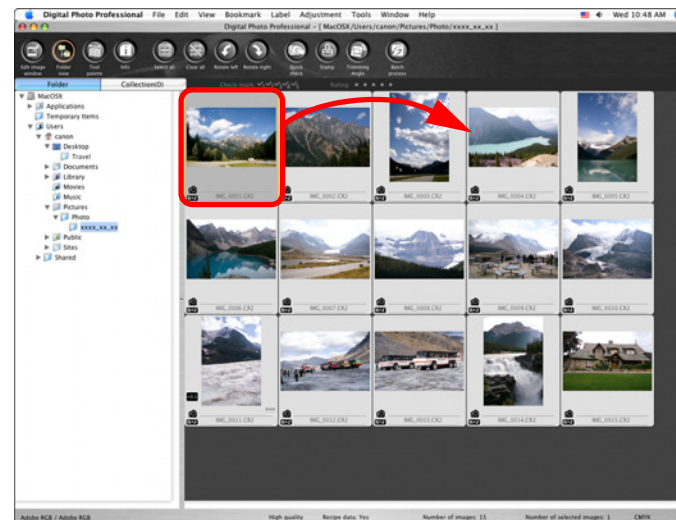 Digital Photo Professional File Edit View Bookmark Label Adjustment Tools Window Help Wed 10:48 AM
Digital Photo Professional – [ MacOSX/Users/canon/Pictures/Photo/xxxx_xx_xx ]
Edit image window Folder view Tool palette Info Select all Clear all Rotate left Rotate right Quick check Stamp Trimming Angle Batch process
Folder Collection(0) Check mark Rating
MacOSX
Applications
Temporary Items
Users
canon
Desktop
Travel
Documents
Library
Movies
Music
Pictures
Photo
xxxx_xx_xx
Public
Sites
Shared
IMG_0001.CR2 IMG_0002.CR2 IMG_0003.CR2 IMG_0004.CR2 IMG_0005.CR2
IMG_0006.CR2 IMG_0007.CR2 IMG_0008.CR2 IMG_0009.CR2 IMG_0010.CR2
IMG_0011.CR2 IMG_0012.CR2 IMG_0013.CR2 IMG_0014.CR2 IMG_0015.CR2
Adobe RGB / Adobe RGB High quality Recipe data: Yes Number of images: 15 Number of selected images: 1 CMYK